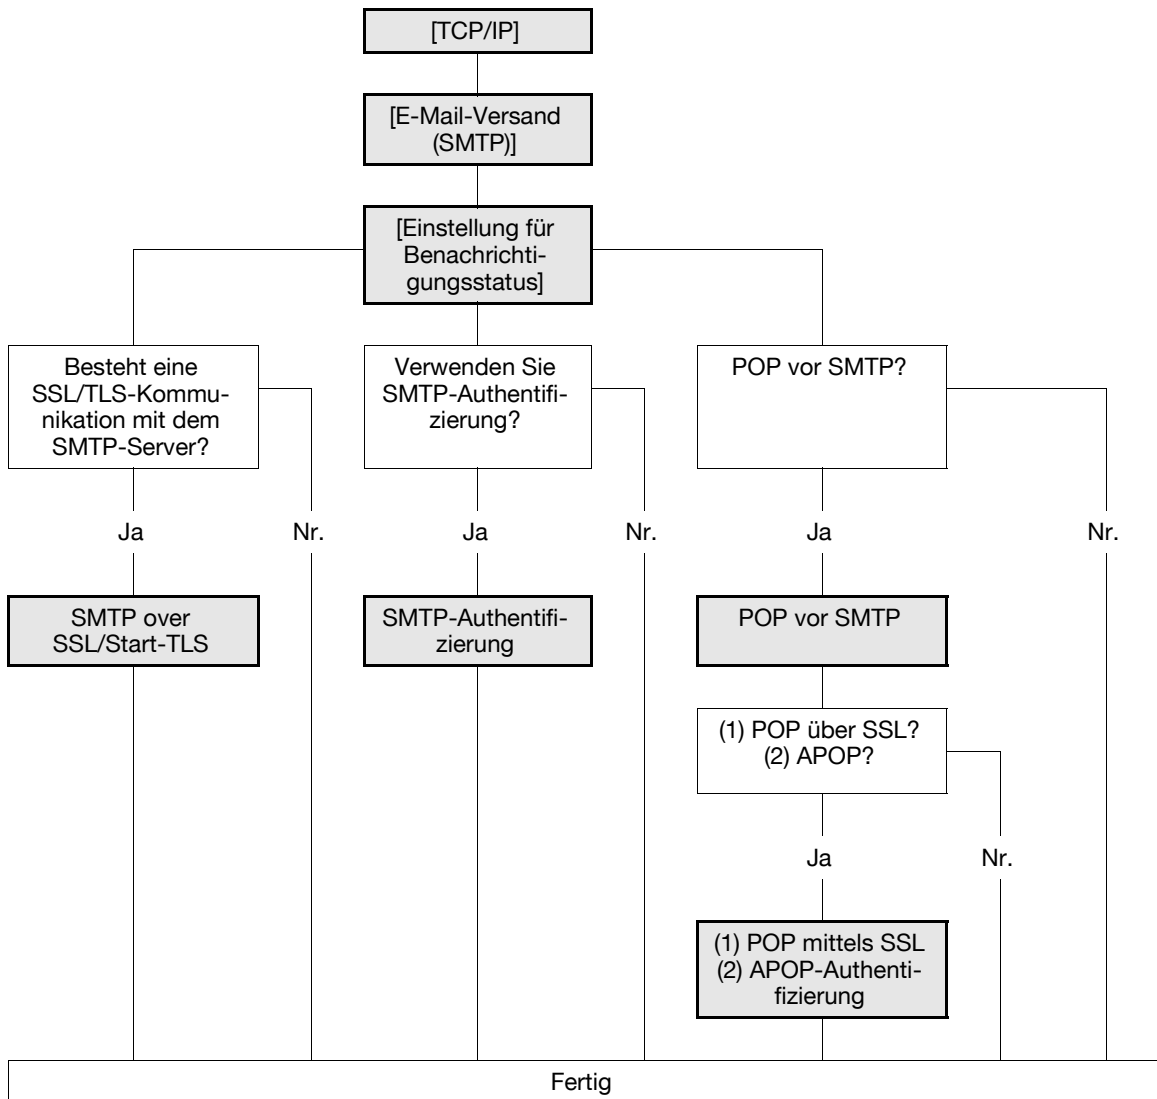 [TCP/IP]
[E-Mail-Versand
(SMTP)]
[Einstellung für
Benachrichti-
gungsstatus]
Besteht eine
SSL/TLS-Kommu-
nikation mit dem
SMTP-Server?
Verwenden Sie
SMTP-Authentifi-
zierung?
POP vor SMTP?
Ja
Nr.
Ja
Nr.
Ja
Nr.
SMTP over
SSL/Start-TLS
SMTP-Authentifi-
zierung
POP vor SMTP
(1) POP über SSL?
(2) APOP?
Ja
Nr.
(1) POP mittels SSL
(2) APOP-Authenti-
fizierung
Fertig